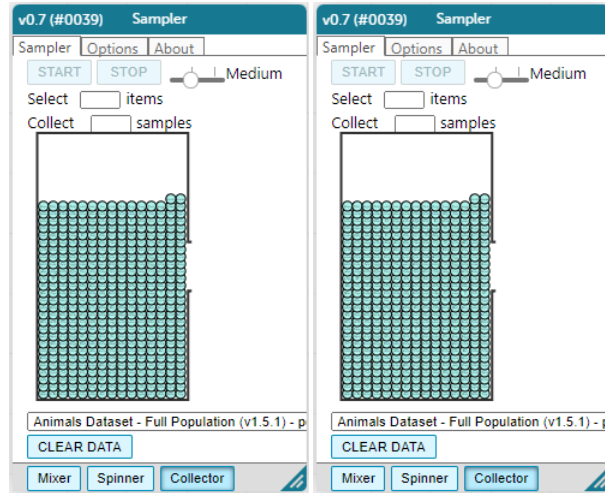 v0.7 (#0039) Sampler
Sampler Options About
START STOP Medium
Select items
Collect samples
Animals Dataset - Full Population (v1.5.1) - p
CLEAR DATA
Mixer Spinner Collector
v0.7 (#0039) Sampler
Sampler Options About
START STOP Medium
Select items
Collect samples
Animals Dataset - Full Population (v1.5.1) - p
CLEAR DATA
Mixer Spinner Collector